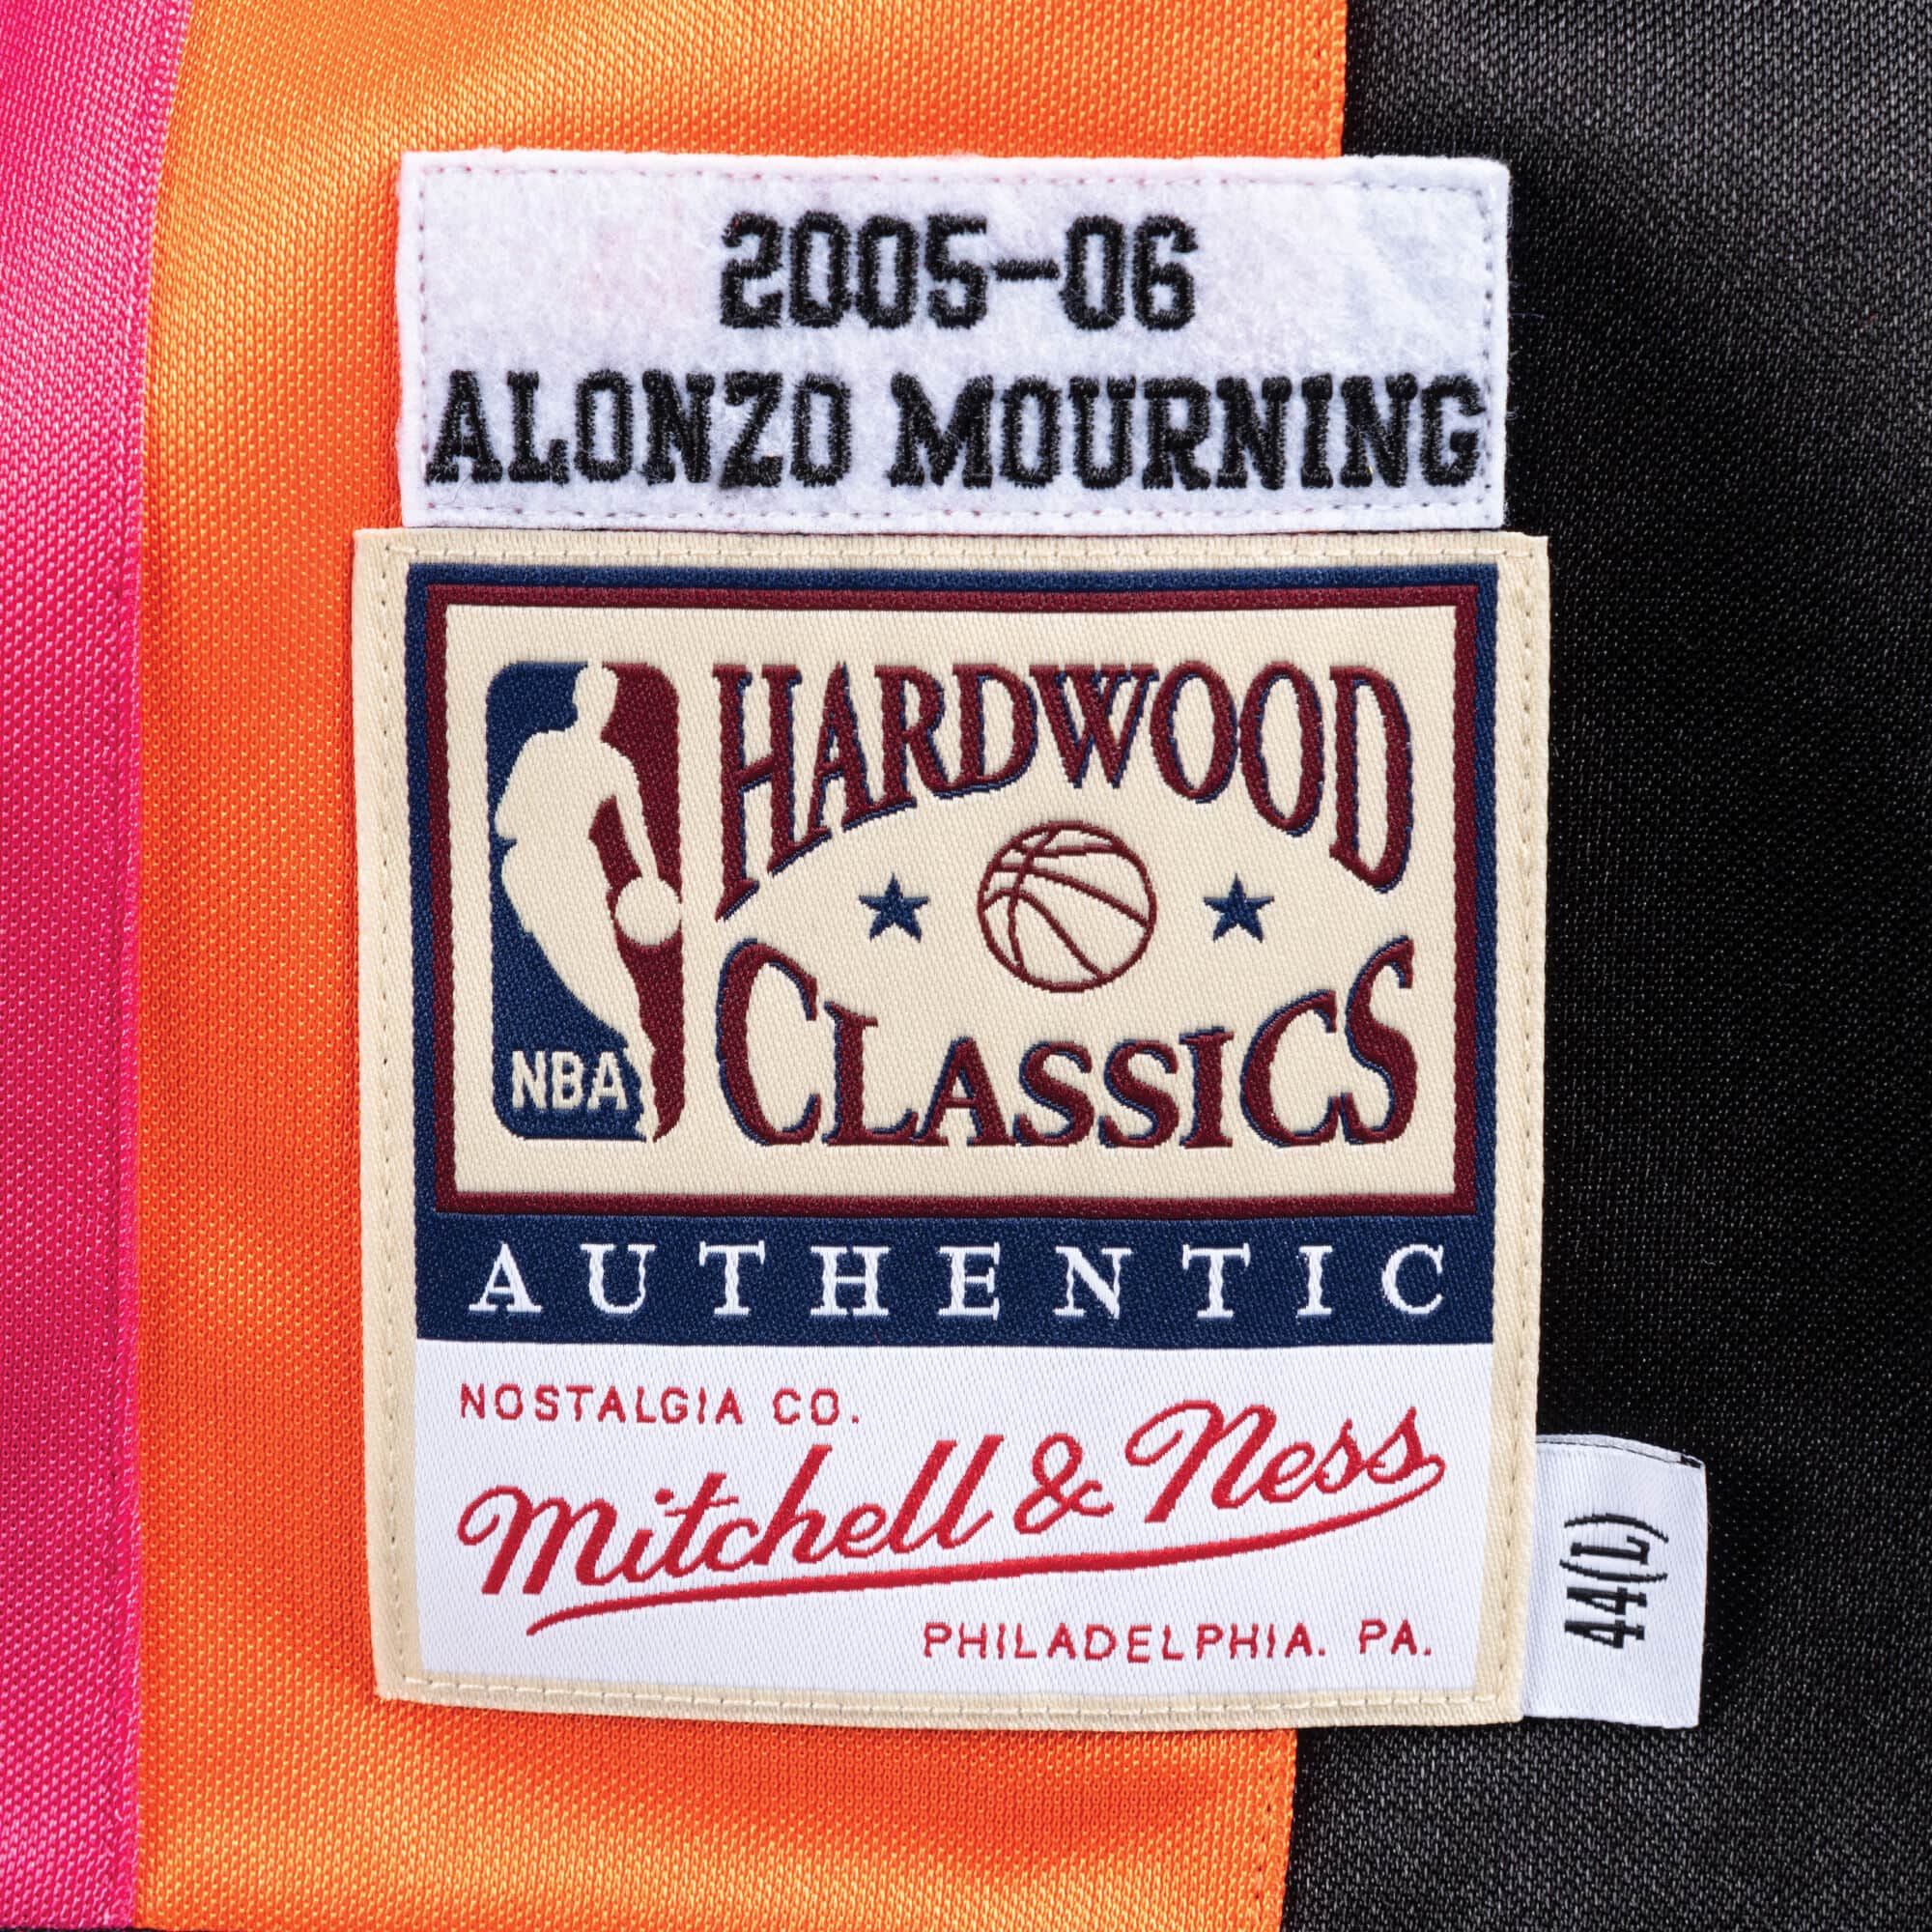 2005-06
ALONZO MOURNING
HARDWOOD
CLASSICS
NBA
AUTHENTIC
NOSTALGIA CO.
Mitchell & Ness
PHILADELPHIA. PA.
44(L)